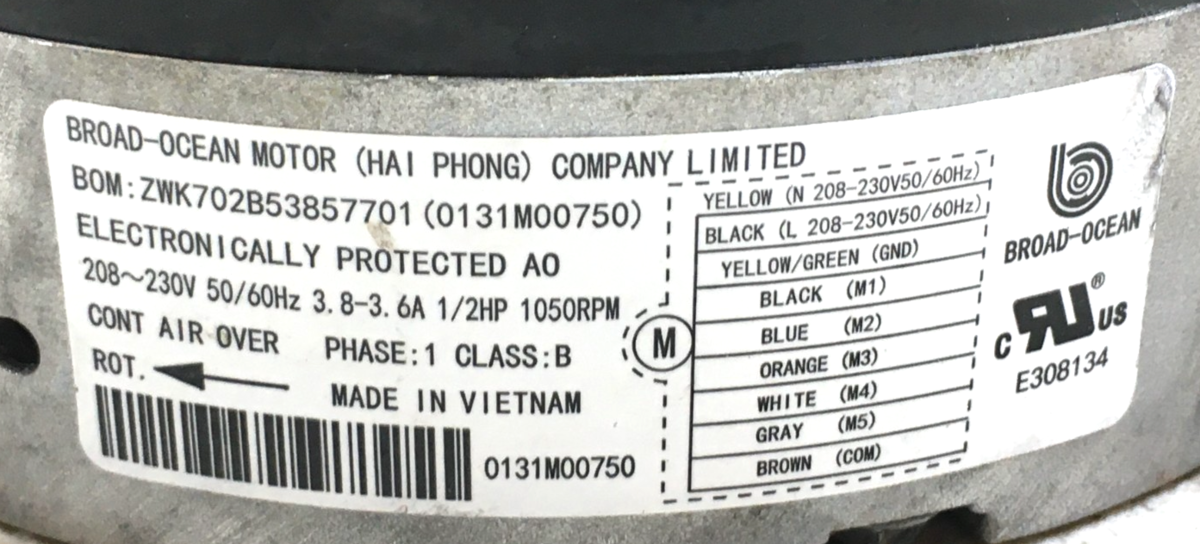 BROAD-OCEAN MOTOR (HAI PHONG) COMPANY LIMITED
BOM:ZWK702B53857701(0131M00750)
ELECTRONICALLY PROTECTED AO
208~230V 50/60Hz 3.8-3.6A 1/2HP 1050RPM
CONT AIR OVER PHASE:1 CLASS:B
ROT.
MADE IN VIETNAM
0131M00750
M
YELLOW (N 208-230V50/60Hz)
BLACK (L 208-230V50/60Hz)
YELLOW/GREEN (GND)
BLACK (M1)
BLUE (M2)
ORANGE (M3)
WHITE (M4)
GRAY (M5)
BROWN (COM)
BROAD-OCEAN
c RU® US
E308134